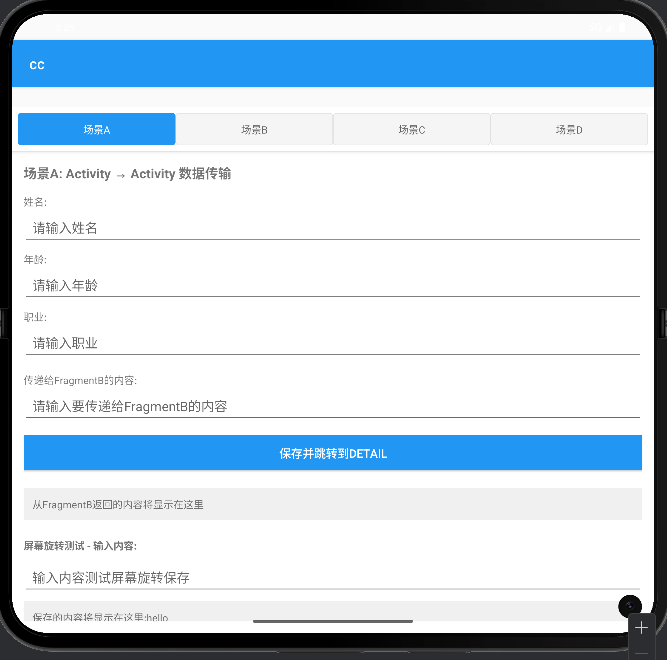 CC
场景A
场景B
场景C
场景D
场景A: Activity → Activity 数据传输
姓名:
请输入姓名
年龄:
请输入年龄
职业:
请输入职业
传递给FragmentB的内容:
请输入要传递给FragmentB的内容
保存并跳转到DETAIL
从FragmentB返回的内容将显示在这里
屏幕旋转测试 - 输入内容:
输入内容测试屏幕旋转保存
保存的内容将显示在这里:hello